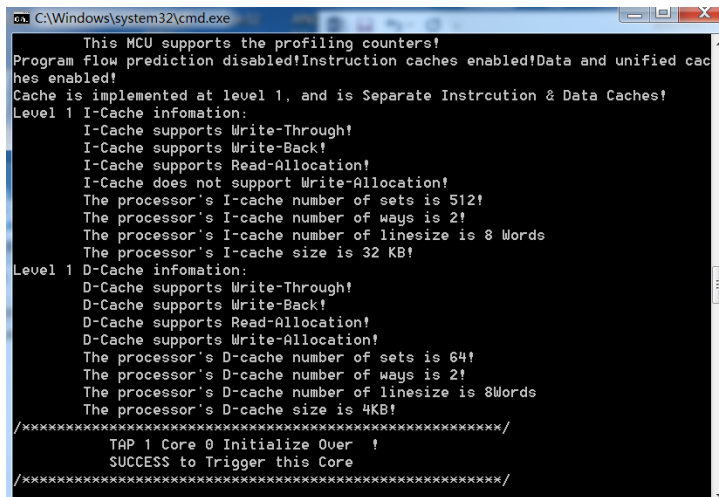 C:\Windows\system32\cmd.exe
This MCU supports the profiling counters!
Program flow prediction disabled!Instruction caches enabled!Data and unified cac
hes enabled!
Cache is implemented at level 1, and is Separate Instrcution & Data Caches!
Level 1 I-Cache infomation:
I-Cache supports Write-Through!
I-Cache supports Write-Back!
I-Cache supports Read-Allocation!
I-Cache does not support Write-Allocation!
The processor's I-cache number of sets is 512!
The processor's I-cache number of ways is 2!
The processor's I-cache number of linesize is 8 Words
The processor's I-cache size is 32 KB!
Level 1 D-Cache infomation:
D-Cache supports Write-Through!
D-Cache supports Write-Back!
D-Cache supports Read-Allocation!
D-Cache supports Write-Allocation!
The processor's D-cache number of sets is 64!
The processor's D-cache number of ways is 2!
The processor's D-cache number of linesize is 8Words
The processor's D-cache size is 4KB!
/*******************************************************/
TAP 1 Core 0 Initialize Over  !
SUCCESS to Trigger this Core
/*******************************************************/